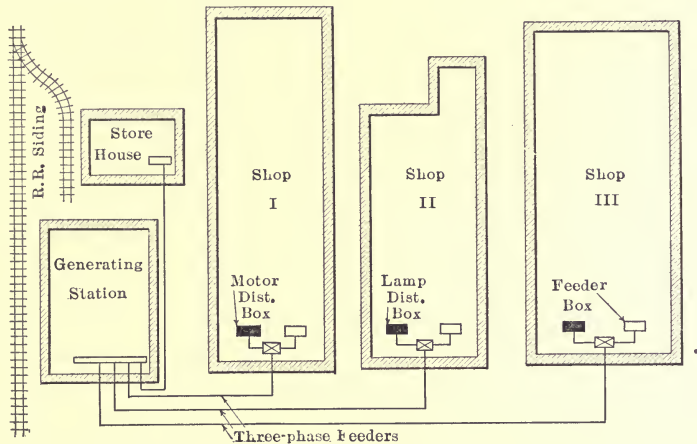 R.R. Siding
Store
House
Generating
Station
Shop
I
Motor
Dist.
Box
Shop
II
Lamp
Dist.
Box
Shop
III
Feeder
Box
Three-phase Feeders